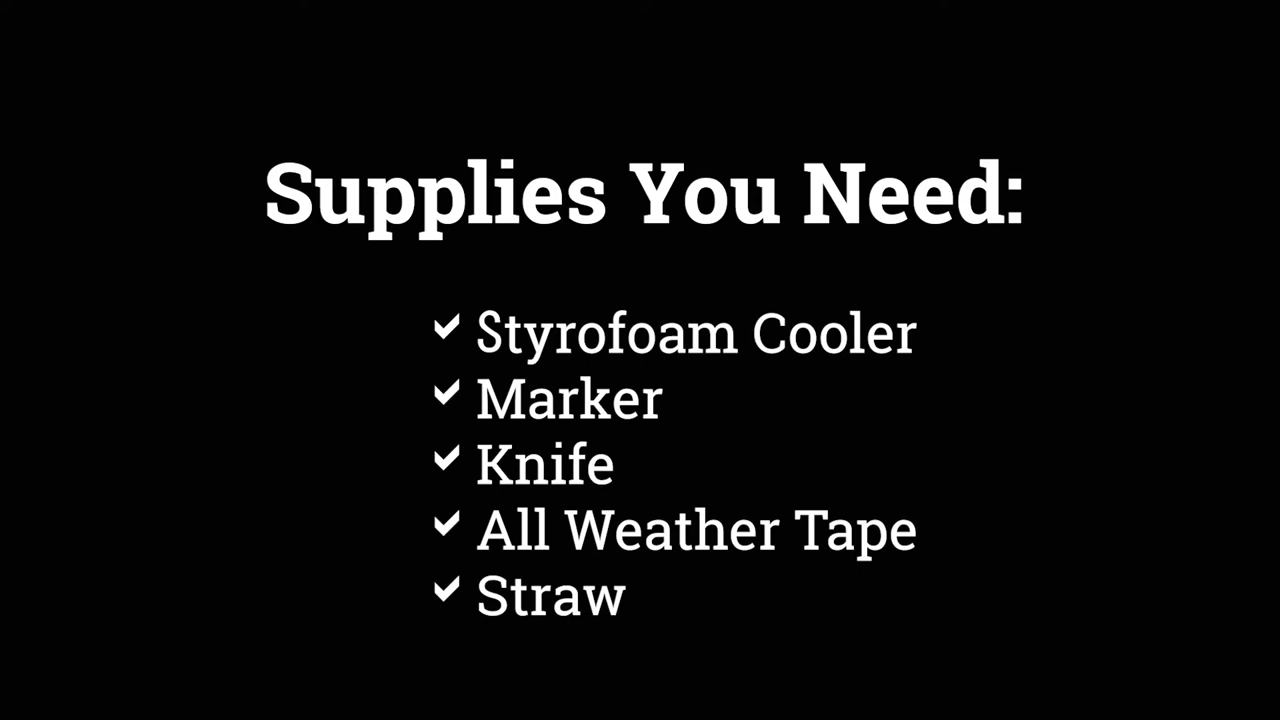 Supplies You Need:
✓ Styrofoam Cooler
✓ Marker
✓ Knife
✓ All Weather Tape
✓ Straw